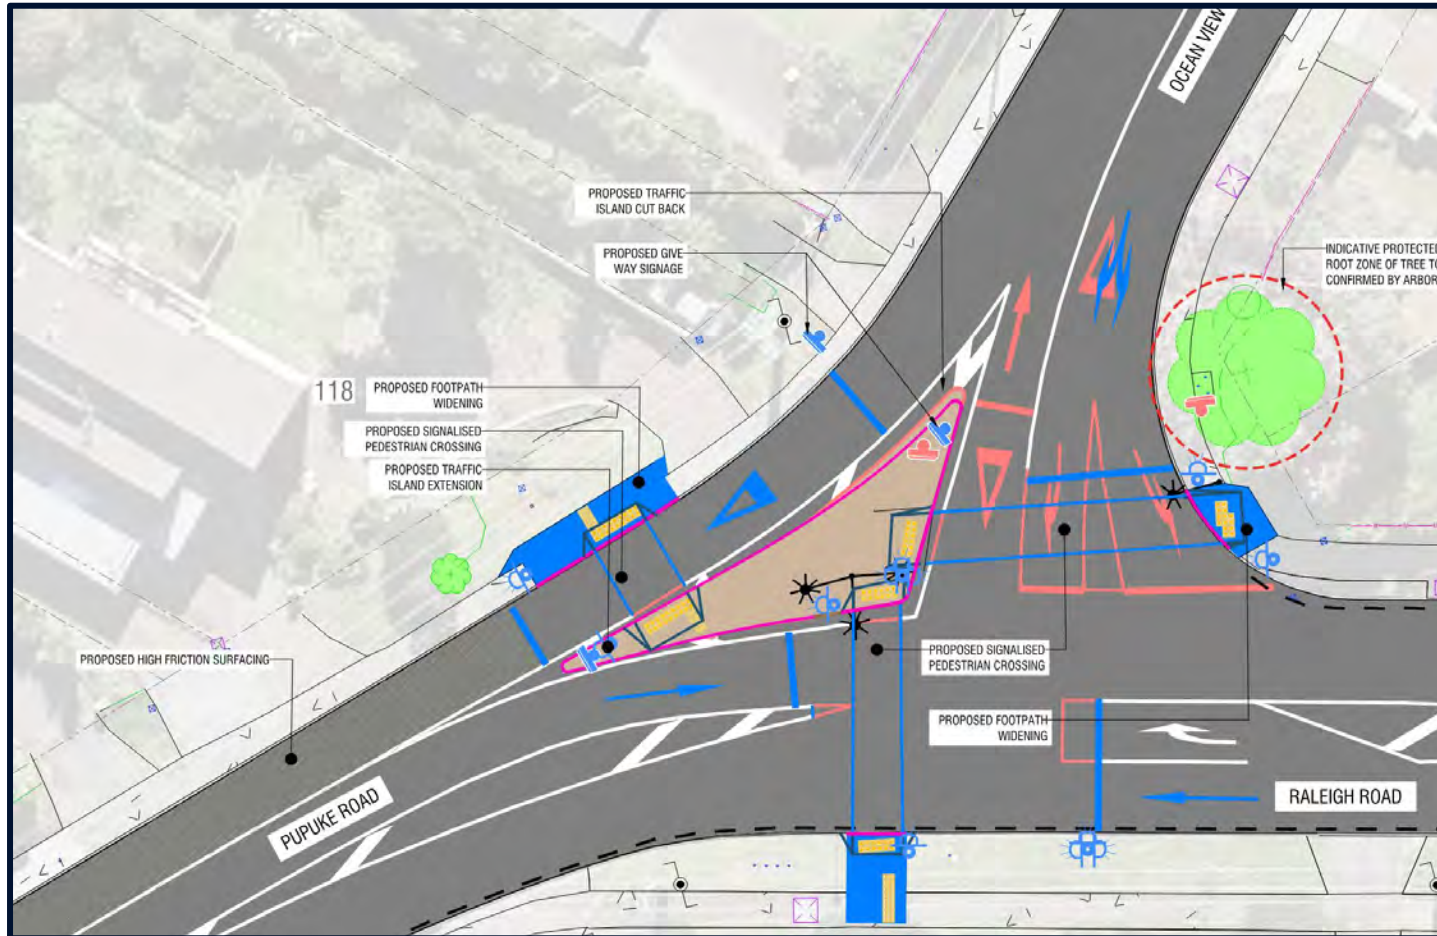 OCEAN VIEW
PROPOSED TRAFFIC
ISLAND CUT BACK
PROPOSED GIVE
WAY SIGNAGE
INDICATIVE PROTECTED
ROOT ZONE OF TREE TO
CONFIRMED BY ARBOR
118
PROPOSED FOOTPATH
WIDENING
PROPOSED SIGNALISED
PEDESTRIAN CROSSING
PROPOSED TRAFFIC
ISLAND EXTENSION
PROPOSED HIGH FRICTION SURFACING
PROPOSED SIGNALISED
PEDESTRIAN CROSSING
PROPOSED FOOTPATH
WIDENING
PUPUKE ROAD
RALEIGH ROAD